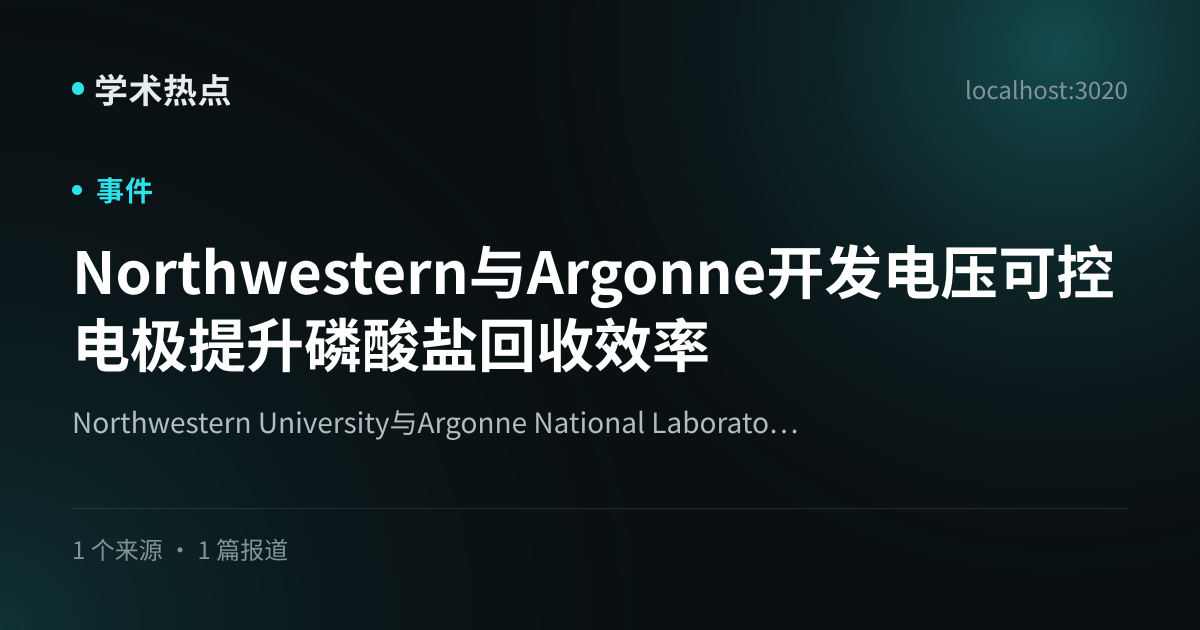 学术热点
localhost:3020
事件
Northwestern与Argonne开发电压可控
电极提升磷酸盐回收效率
Northwestern University与Argonne National Laborato…
1 个来源 · 1 篇报道